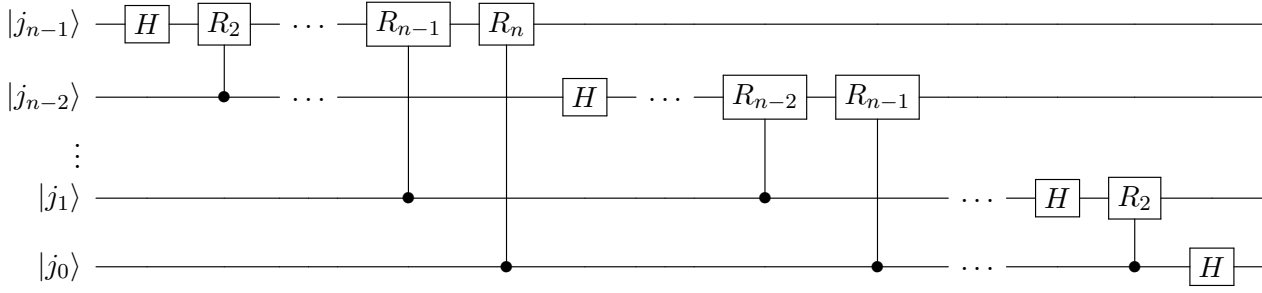 |j_{n-1}⟩ H R_2 ··· R_{n-1} R_n
|j_{n-2}⟩ ··· H ··· R_{n-2} R_{n-1}
⋮
|j_1⟩ ··· H R_2
|j_0⟩ ··· H